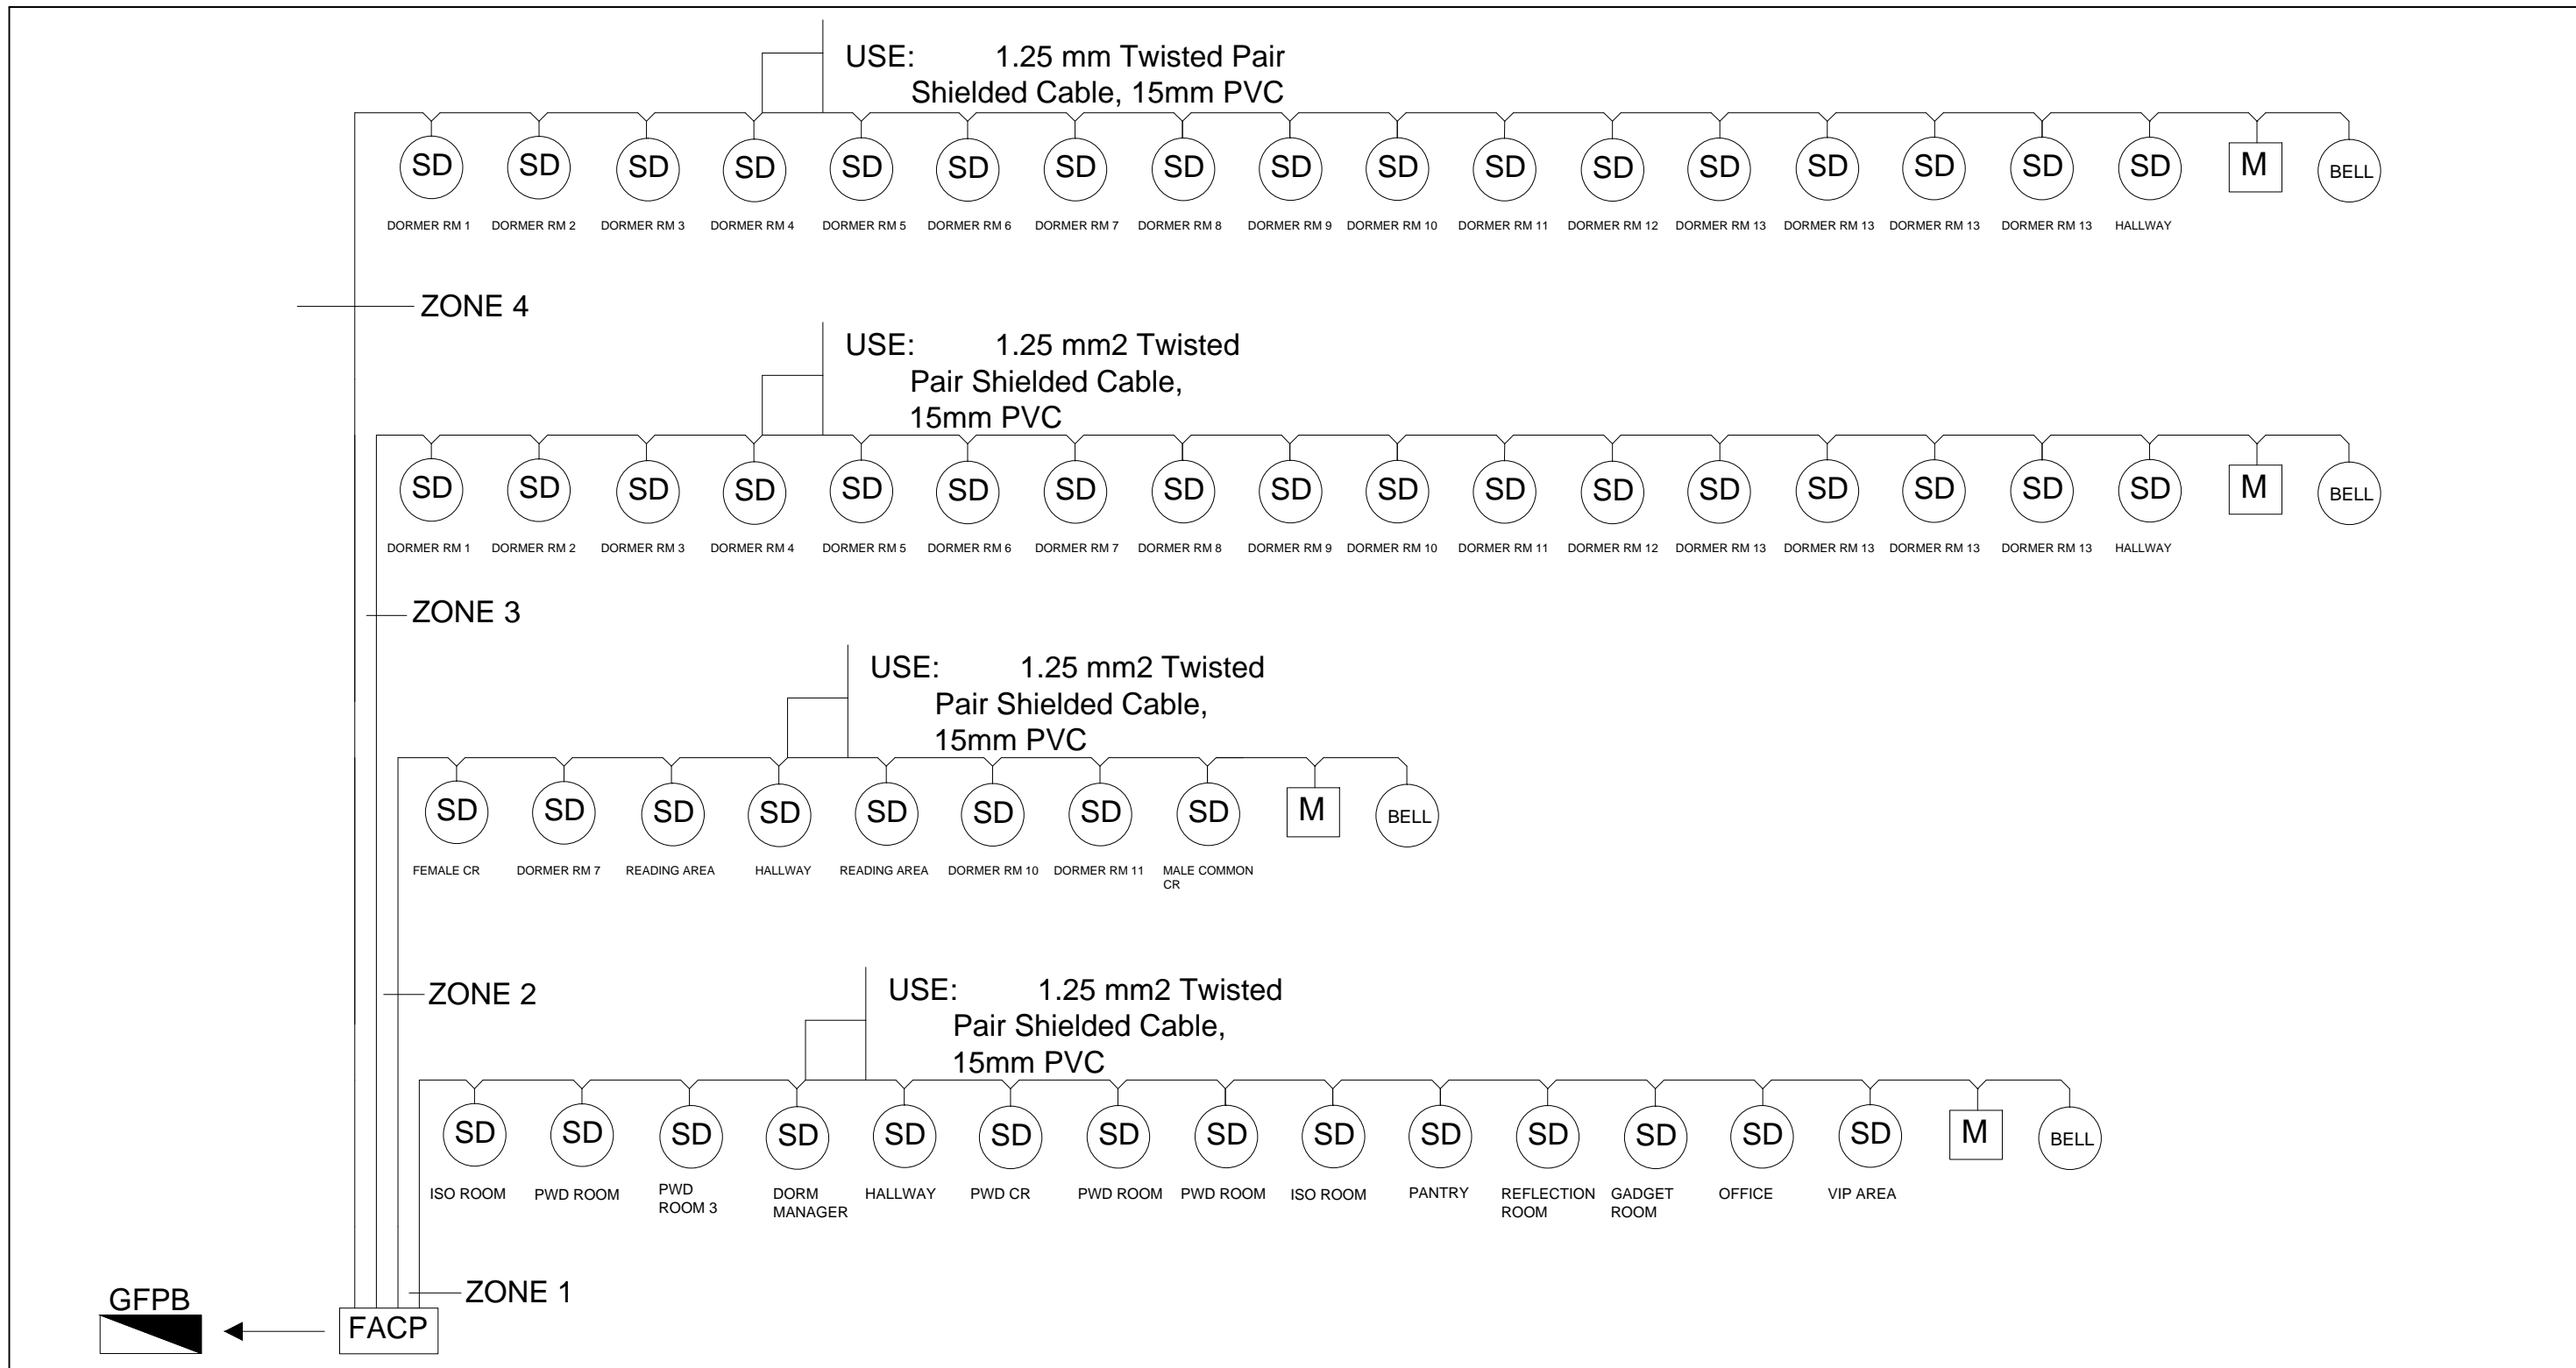 USE: 1.25 mm Twisted Pair
Shielded Cable, 15mm PVC
SD SD SD SD SD SD SD SD SD SD SD SD SD SD SD SD SD M BELL
DORMER RM 1 DORMER RM 2 DORMER RM 3 DORMER RM 4 DORMER RM 5 DORMER RM 6 DORMER RM 7 DORMER RM 8 DORMER RM 9 DORMER RM 10 DORMER RM 11 DORMER RM 12 DORMER RM 13 DORMER RM 13 DORMER RM 13 DORMER RM 13 HALLWAY
ZONE 4
USE: 1.25 mm2 Twisted
Pair Shielded Cable,
15mm PVC
SD SD SD SD SD SD SD SD SD SD SD SD SD SD SD SD SD M BELL
DORMER RM 1 DORMER RM 2 DORMER RM 3 DORMER RM 4 DORMER RM 5 DORMER RM 6 DORMER RM 7 DORMER RM 8 DORMER RM 9 DORMER RM 10 DORMER RM 11 DORMER RM 12 DORMER RM 13 DORMER RM 13 DORMER RM 13 DORMER RM 13 HALLWAY
ZONE 3
USE: 1.25 mm2 Twisted
Pair Shielded Cable,
15mm PVC
SD SD SD SD SD SD SD SD M BELL
FEMALE CR DORMER RM 7 READING AREA HALLWAY READING AREA DORMER RM 10 DORMER RM 11 MALE COMMON
CR
ZONE 2
USE: 1.25 mm2 Twisted
Pair Shielded Cable,
15mm PVC
SD SD SD SD SD SD SD SD SD SD SD SD SD SD M BELL
ISO ROOM PWD ROOM PWD DORM HALLWAY PWD CR PWD ROOM PWD ROOM ISO ROOM PANTRY REFLECTION GADGET OFFICE VIP AREA
ROOM 3 MANAGER ROOM ROOM
ZONE 1
GFPB
FACP